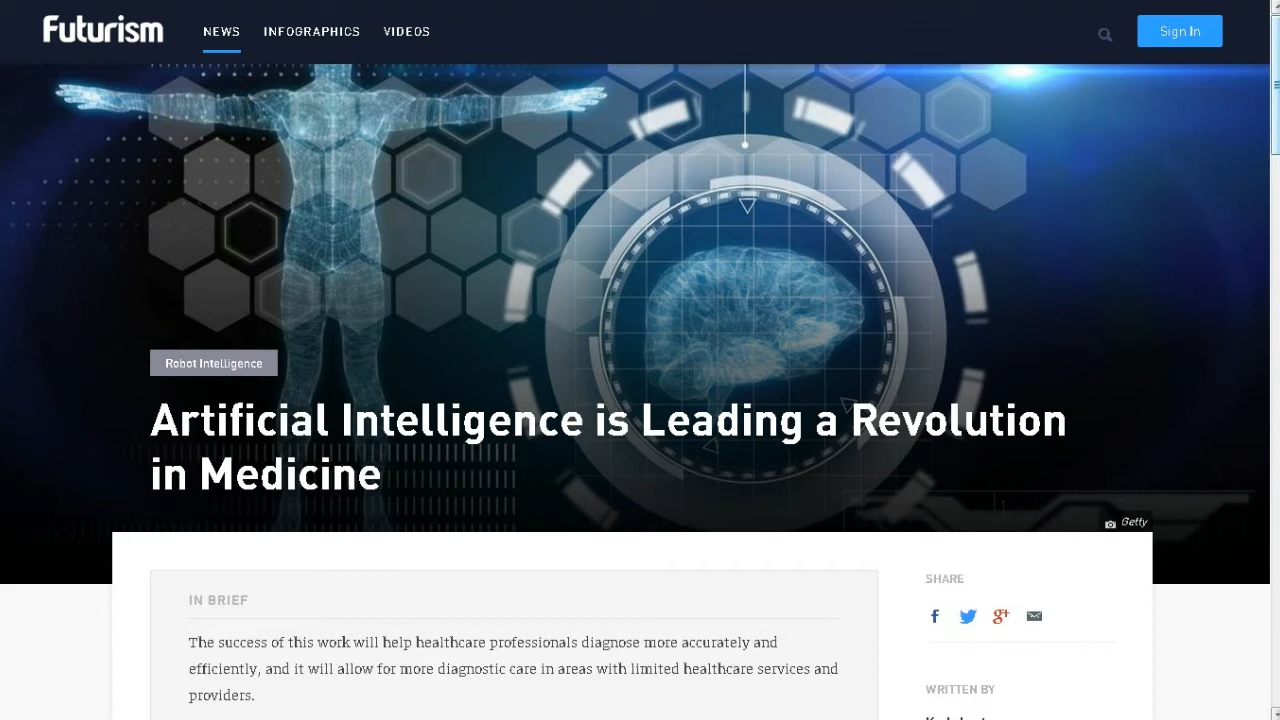 Futurism
NEWS INFOGRAPHICS VIDEOS
Sign In
Robot Intelligence
Artificial Intelligence is Leading a Revolution
in Medicine
Getty
IN BRIEF
The success of this work will help healthcare professionals diagnose more accurately and
efficiently, and it will allow for more diagnostic care in areas with limited healthcare services and
providers.
SHARE
f g+
WRITTEN BY